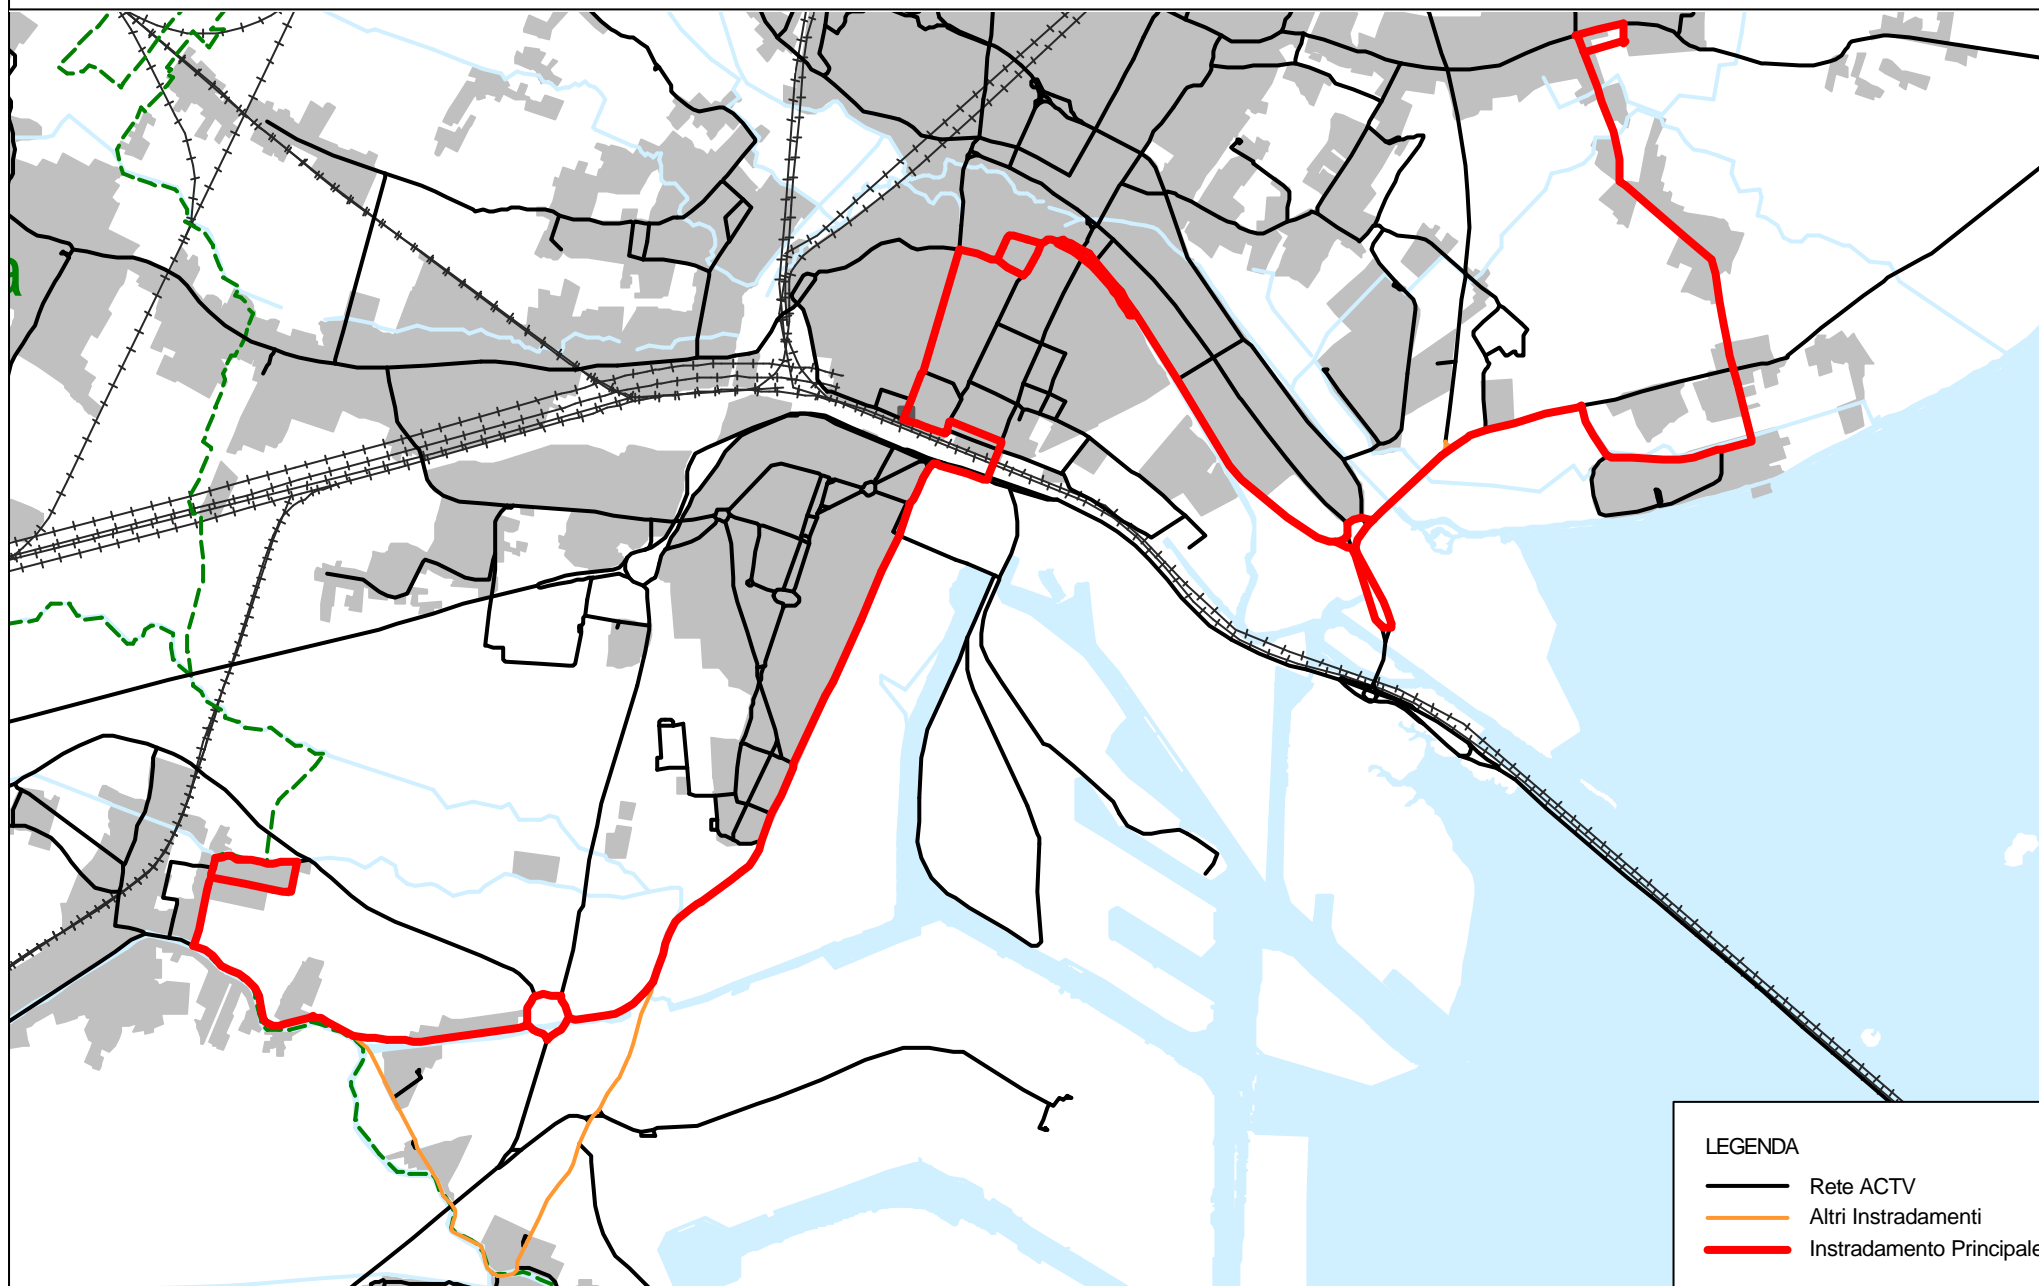 a
LEGENDA
Rete ACTV
Altri Instradamenti
Instradamento Principale